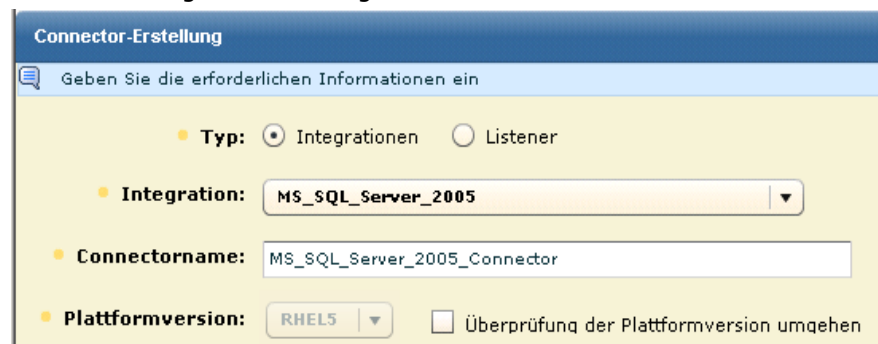 Connector-Erstellung
Geben Sie die erforderlichen Informationen ein
Typ: Integrationen Listener
Integration: MS_SQL_Server_2005
Connectorname: MS_SQL_Server_2005_Connector
Plattformversion: RHEL5 Überprüfung der Plattformversion umgehen